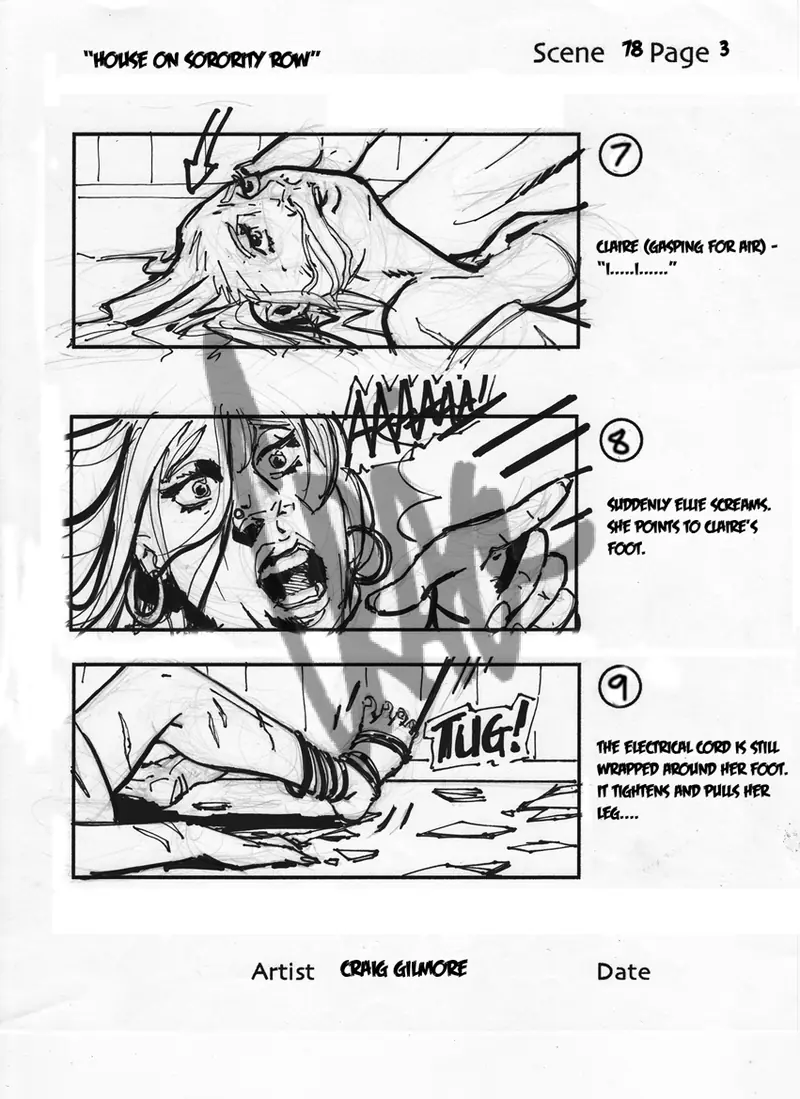 "HOUSE ON SORORITY ROW"
Scene 78 Page 3
7
CLAIRE (GASPING FOR AIR) -
"I.....I......"
AAAAAA!
8
SUDDENLY ELLIE SCREAMS.
SHE POINTS TO CLAIRE'S
FOOT.
9
TUG!
THE ELECTRICAL CORD IS STILL
WRAPPED AROUND HER FOOT.
IT TIGHTENS AND PULLS HER
LEG....
Artist CRAIG GILMORE
Date